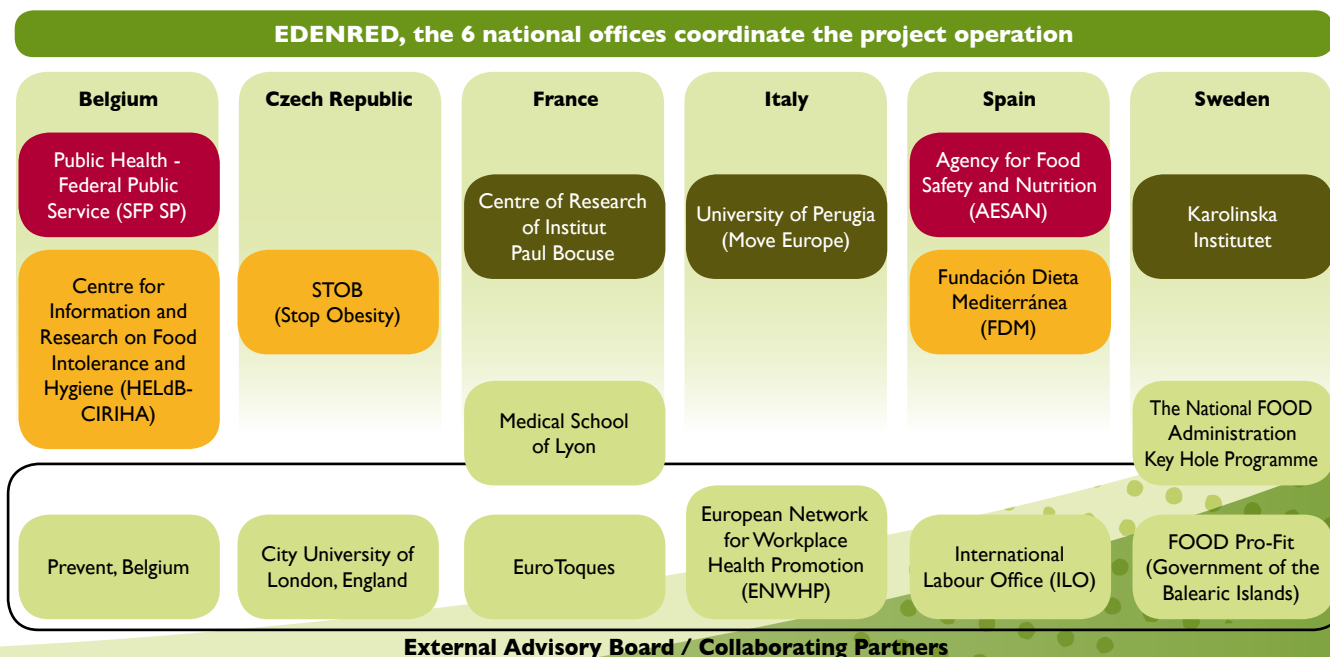 EDENRED, the 6 national offices coordinate the project operation
Belgium
Public Health -
Federal Public
Service (SFP SP)
Centre for
Information and
Research on Food
Intolerance and
Hygiene (HELdB-
CIRIHA)
Czech Republic
STOB
(Stop Obesity)
France
Centre of Research
of Institut
Paul Bocuse
Medical School
of Lyon
Italy
University of Perugia
(Move Europe)
Spain
Agency for Food
Safety and Nutrition
(AESAN)
Fundación Dieta
Mediterránea
(FDM)
Sweden
Karolinska
Institutet
The National FOOD
Administration
Key Hole Programme
Prevent, Belgium
City University of
London, England
EuroToques
European Network
for Workplace
Health Promotion
(ENWHP)
International
Labour Office (ILO)
FOOD Pro-Fit
(Government of the
Balearic Islands)
External Advisory Board / Collaborating Partners